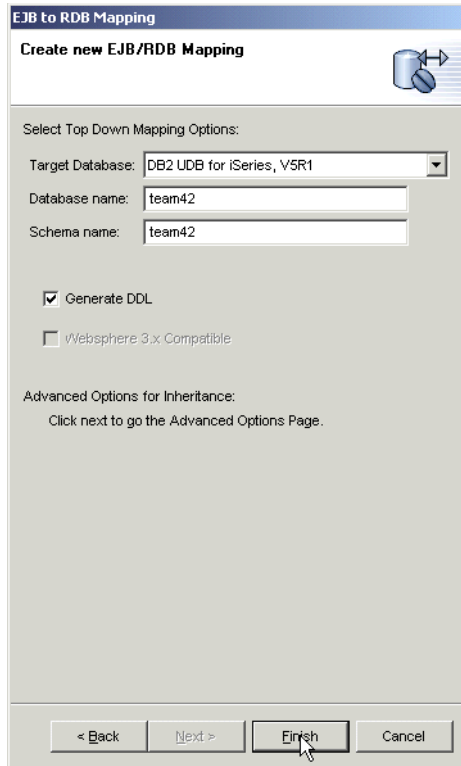 EJB to RDB Mapping
Create new EJB/RDB Mapping
Select Top Down Mapping Options:
Target Database: DB2 UDB for iSeries, V5R1
Database name: team42
Schema name: team42
Generate DDL
Websphere 3.x Compatible
Advanced Options for Inheritance:
Click next to go the Advanced Options Page.
< Back Next > Finish Cancel